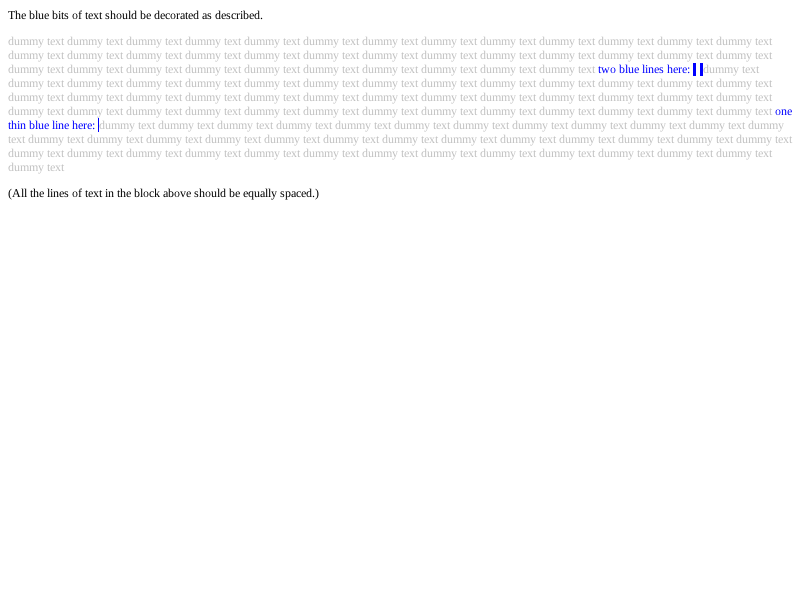 The blue bits of text should be decorated as described.
dummy text dummy text dummy text dummy text dummy text dummy text dummy text dummy text dummy text dummy text dummy text dummy text dummy text
dummy text dummy text dummy text dummy text dummy text dummy text dummy text dummy text dummy text dummy text dummy text dummy text dummy text
dummy text dummy text dummy text dummy text dummy text dummy text dummy text dummy text dummy text dummy text two blue lines here: dummy text
dummy text dummy text dummy text dummy text dummy text dummy text dummy text dummy text dummy text dummy text dummy text dummy text dummy text
dummy text dummy text dummy text dummy text dummy text dummy text dummy text dummy text dummy text dummy text dummy text dummy text dummy text
dummy text dummy text dummy text dummy text dummy text dummy text dummy text dummy text dummy text dummy text dummy text dummy text dummy text one
thin blue line here: dummy text dummy text dummy text dummy text dummy text dummy text dummy text dummy text dummy text dummy text dummy text dummy
text dummy text dummy text dummy text dummy text dummy text dummy text dummy text dummy text dummy text dummy text dummy text dummy text dummy text
dummy text dummy text dummy text dummy text dummy text dummy text dummy text dummy text dummy text dummy text dummy text dummy text dummy text
dummy text
(All the lines of text in the block above should be equally spaced.)